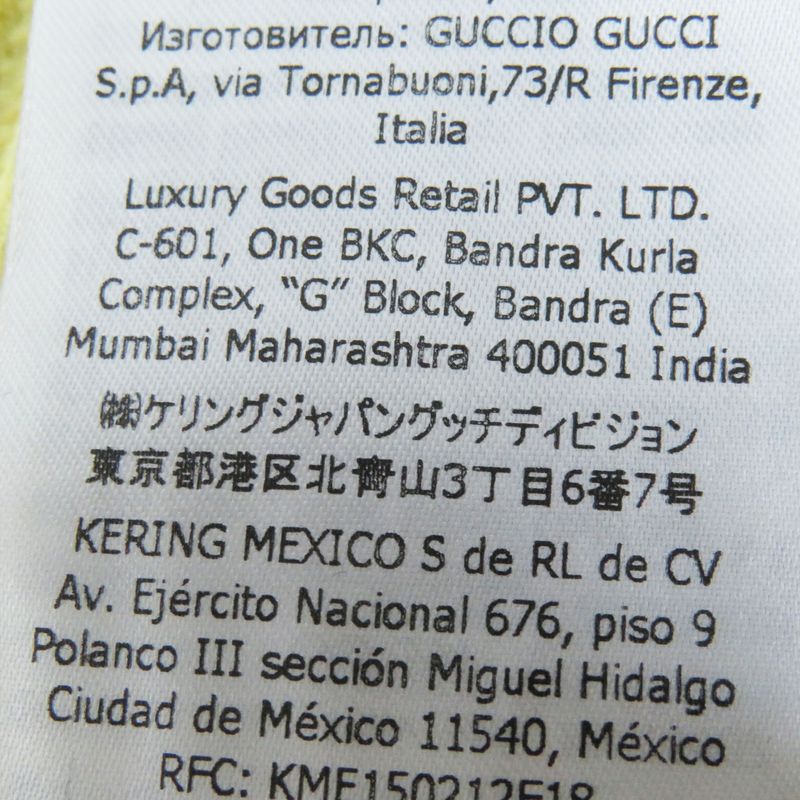 Изготовитель: GUCCIO GUCCI
S.p.A, via Tornabuoni,73/R Firenze,
Italia
Luxury Goods Retail PVT. LTD.
C-601, One BKC, Bandra Kurla
Complex, “G” Block, Bandra (E)
Mumbai Maharashtra 400051 India
㈱ケリングジャパングッチディビジョン
東京都港区北青山3丁目6番7号
KERING MEXICO S de RL de CV
Av. Ejército Nacional 676, piso 9
Polanco III sección Miguel Hidalgo
Ciudad de México 11540, México
RFC: